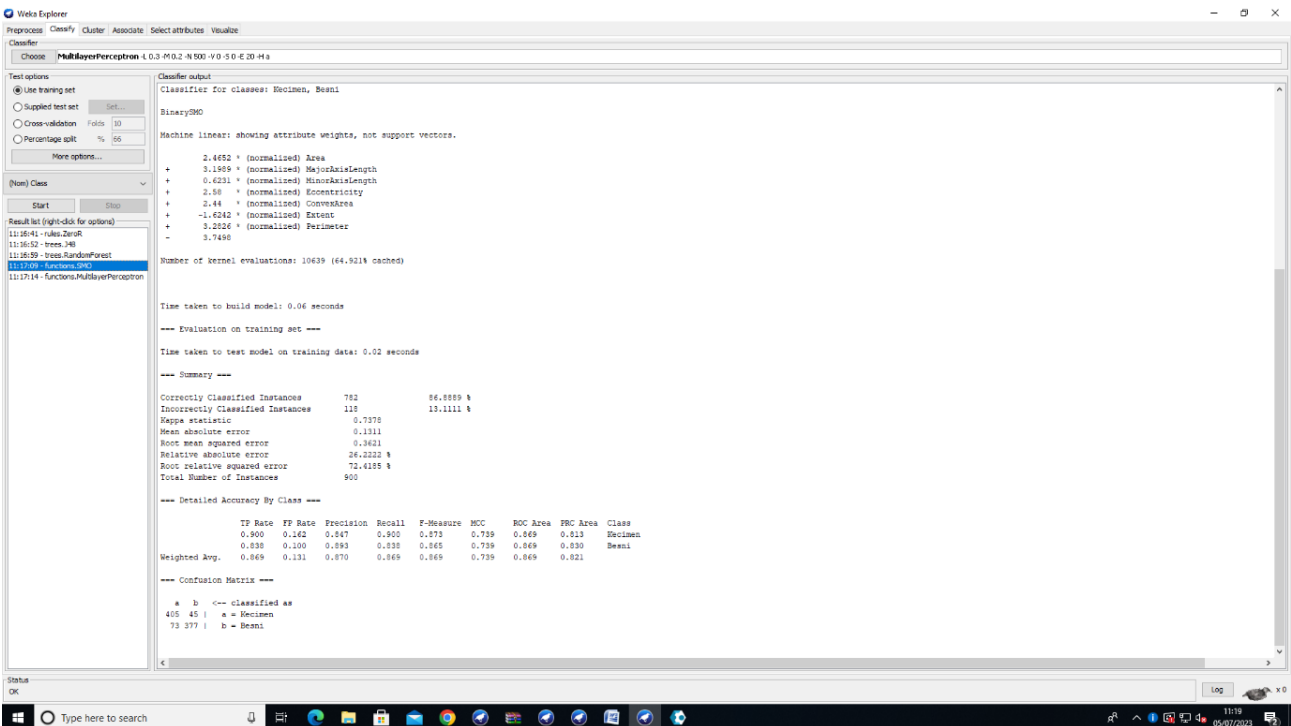 Weka Explorer
Preprocess Classify Cluster Associate Select attributes Visualize
Classifier
Choose MultilayerPerceptron -L 0.3 -M 0.2 -N 500 -V 0 -S 0 -E 20 -H a
Test options
Use training set
Supplied test set Set...
Cross-validation Folds 10
Percentage split % 66
More options...
(Nom) Class
Start Stop
Result list (right-click for options)
11:16:41 - rules.ZeroR
11:16:52 - trees.J48
11:16:59 - trees.RandomForest
11:17:09 - functions.SMO
11:17:14 - functions.MultilayerPerceptron
Classifier output
Classifier for classes: Kecimen, Besni
BinarySMO
Machine linear: showing attribute weights, not support vectors.
2.4652 * (normalized) Area
+ 3.1989 * (normalized) MajorAxisLength
+ 0.6231 * (normalized) MinorAxisLength
+ 2.58 * (normalized) Eccentricity
+ 2.44 * (normalized) ConvexArea
+ -1.6242 * (normalized) Extent
+ 3.2826 * (normalized) Perimeter
- 3.7498
Number of kernel evaluations: 10639 (64.921% cached)
Time taken to build model: 0.06 seconds
=== Evaluation on training set ===
Time taken to test model on training data: 0.02 seconds
=== Summary ===
Correctly Classified Instances 782 86.8889 %
Incorrectly Classified Instances 118 13.1111 %
Kappa statistic 0.7378
Mean absolute error 0.1311
Root mean squared error 0.3621
Relative absolute error 26.2222 %
Root relative squared error 72.4185 %
Total Number of Instances 900
=== Detailed Accuracy By Class ===
TP Rate FP Rate Precision Recall F-Measure MCC ROC Area PRC Area Class
0.900 0.162 0.847 0.900 0.873 0.739 0.869 0.813 Kecimen
0.838 0.100 0.893 0.838 0.865 0.739 0.869 0.830 Besni
Weighted Avg. 0.869 0.131 0.870 0.869 0.869 0.739 0.869 0.821
=== Confusion Matrix ===
a b <-- classified as
405 45 | a = Kecimen
73 377 | b = Besni
Status
OK
Log x 0
Type here to search
11:19
05/07/2023